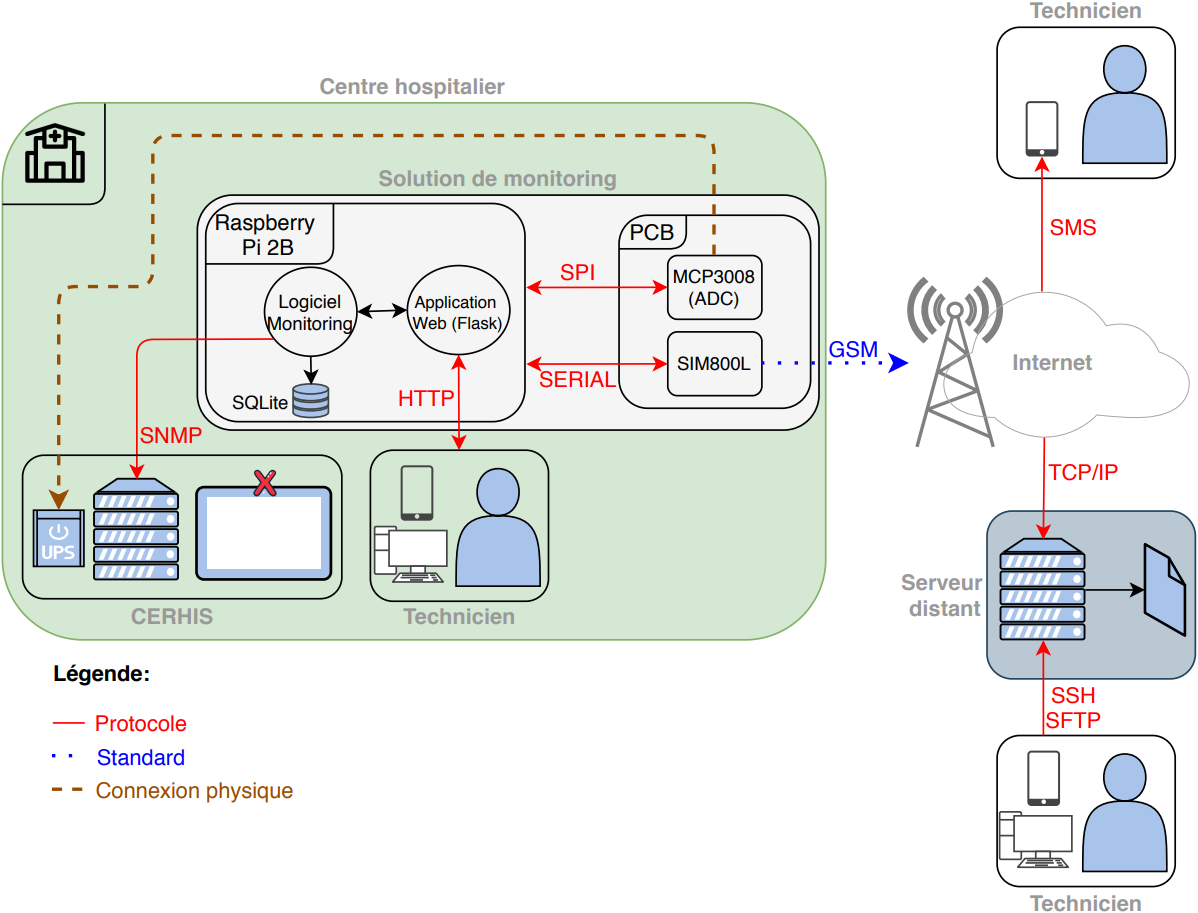 Technicien
Centre hospitalier
Solution de monitoring
Raspberry
Pi 2B
PCB
SMS
SPI
MCP3008
(ADC)
Logiciel
Monitoring
Application
Web (Flask)
GSM
Internet
SIM800L
SERIAL
HTTP
SQLite
SNMP
TCP/IP
UPS
CERHIS
Technicien
Serveur
distant
Légende:
Protocole
Standard
Connexion physique
SSH
SFTP
Technicien